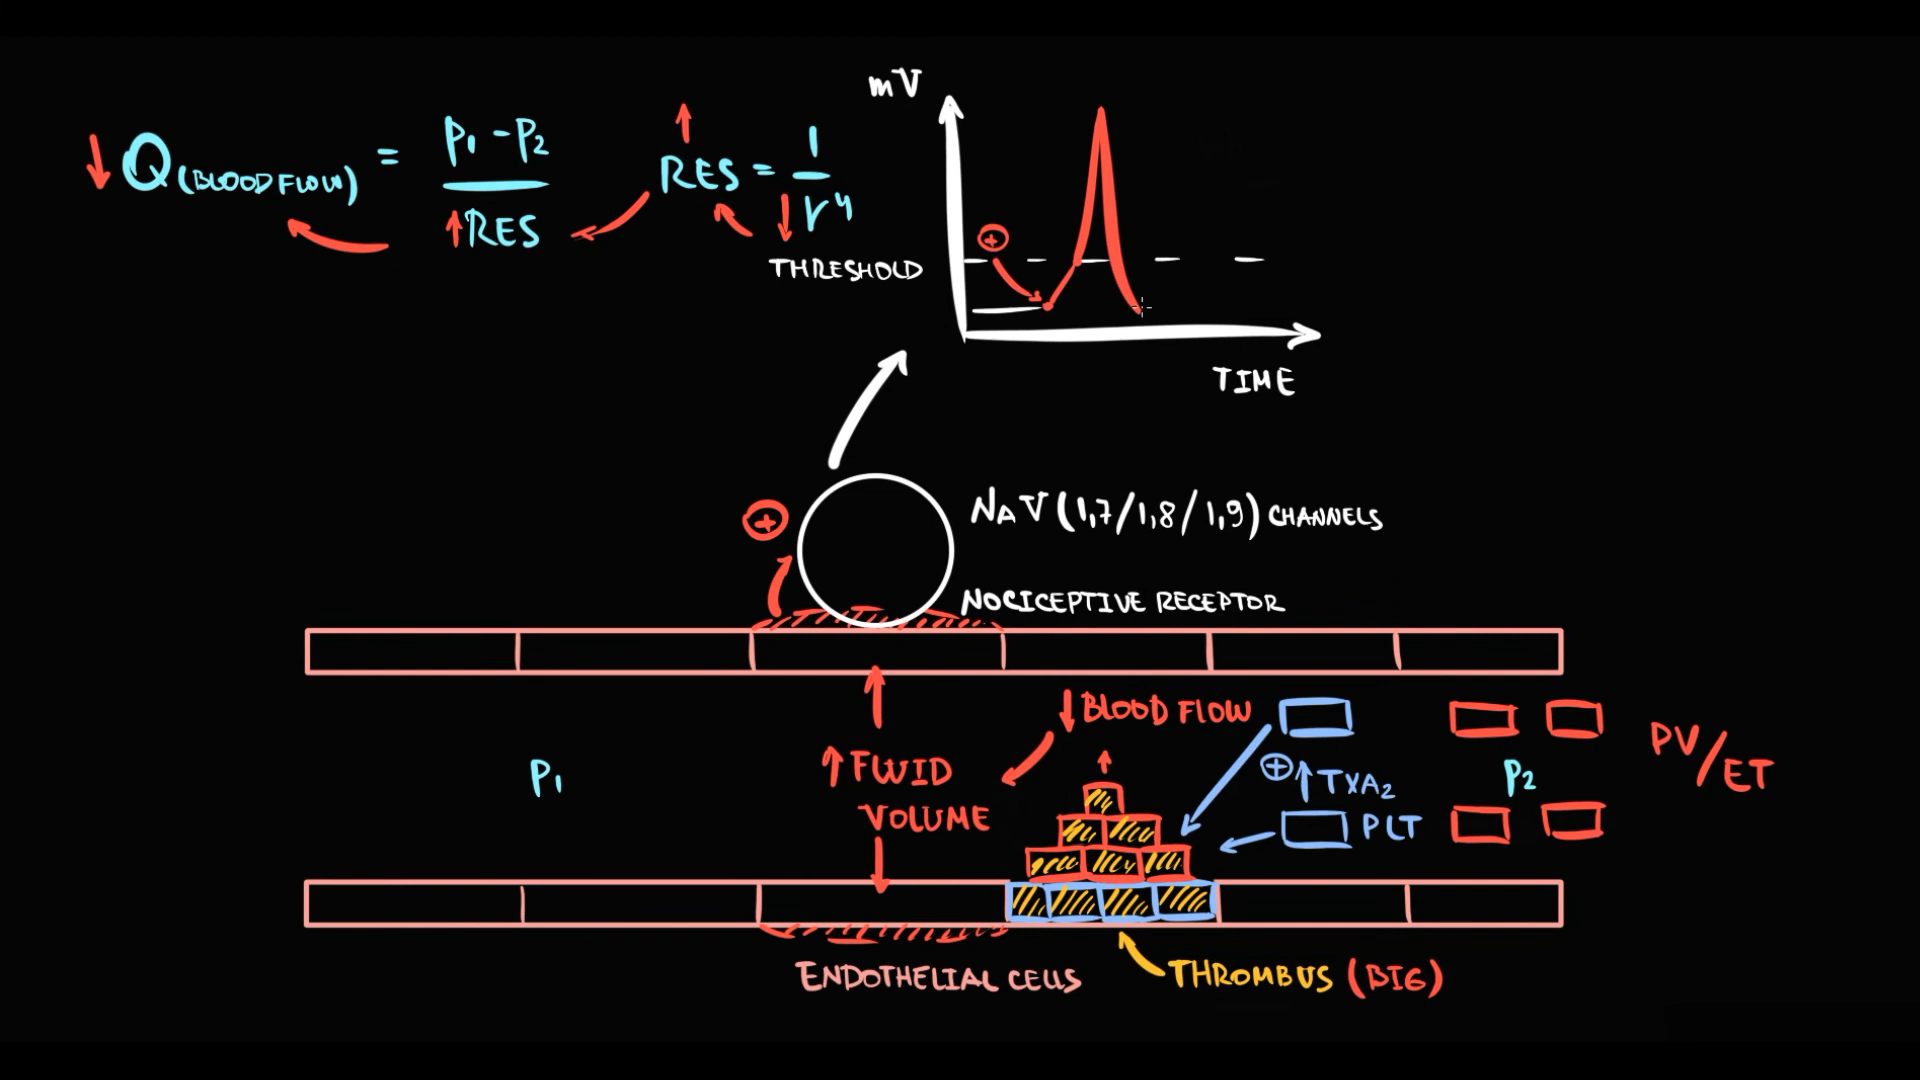 mV
Q(BLOOD FLOW) = P1 - P2
RES
RES = 1
r4
THRESHOLD
TIME
NAV (1,7/1,8/1,9) CHANNELS
NOCICEPTIVE RECEPTOR
BLOOD FLOW
PV/ET
FLUID
VOLUME
P1
TXA2
P2
PLT
ENDOTHELIAL CELLS
THROMBUS (BIG)